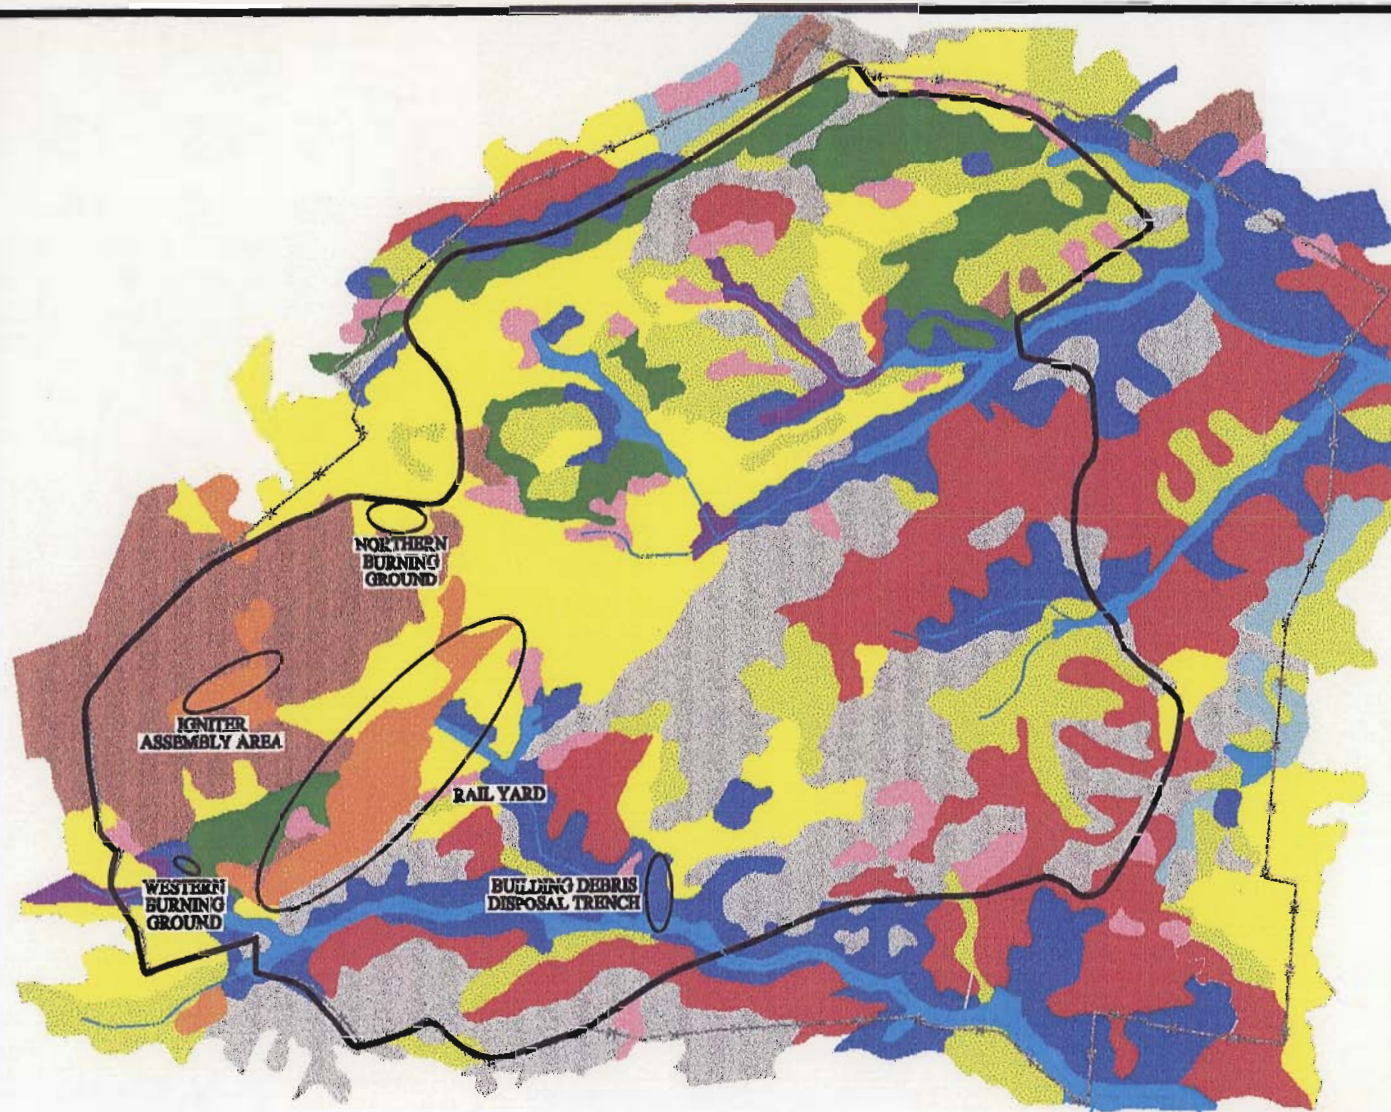 NORTHERN
BURNING
GROUND
IGNITER
ASSEMBLY AREA
RAIL YARD
WESTERN
BURNING
GROUND
BUILDING DEBRIS
DISPOSAL TRENCH